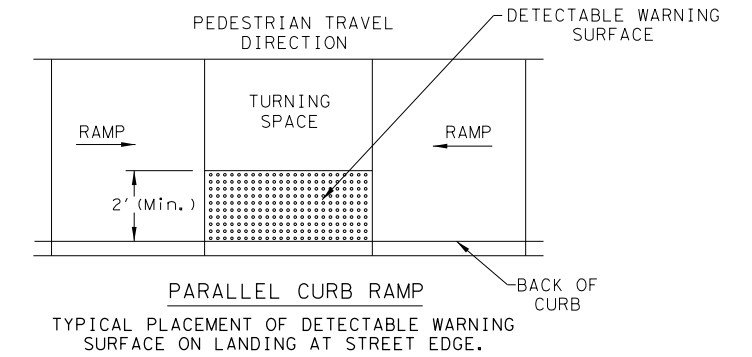 PEDESTRIAN TRAVEL
DIRECTION
DETECTABLE WARNING
SURFACE
TURNING
SPACE
RAMP
RAMP
2' (Min.)
BACK OF
CURB
PARALLEL CURB RAMP
TYPICAL PLACEMENT OF DETECTABLE WARNING
SURFACE ON LANDING AT STREET EDGE.